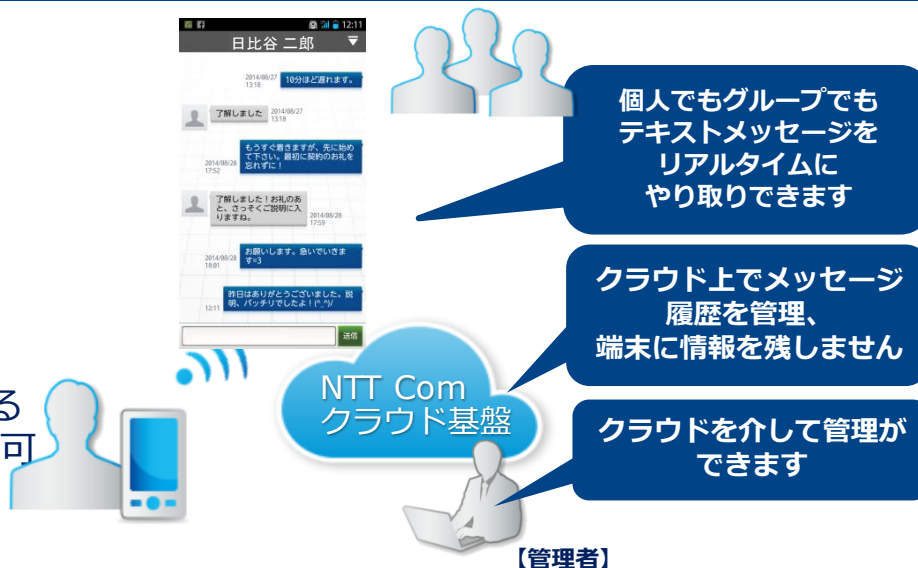 12:11
日比谷 二郎
2014/08/27
13:18
10分ほど遅れます。
了解しました
2014/08/27
13:18
もうすぐ着きますが、先に始め
て下さい。最初に契約のお礼を
忘れずに！
2014/08/28
17:52
了解しました！お礼のあ
と、さっそくご説明に入
りますね。
2014/08/28
17:59
お願いします。急いでいきま
す=3
2014/08/28
18:01
昨日はありがとうございました。説
明、バッチリでしたよ！(^_^)/
12:11
送信
個人でもグループでも
テキストメッセージを
リアルタイムに
やり取りできます
クラウド上でメッセージ
履歴を管理、
端末に情報を残しません
NTT Com
クラウド基盤
る
可
クラウドを介して管理が
できます
【管理者】